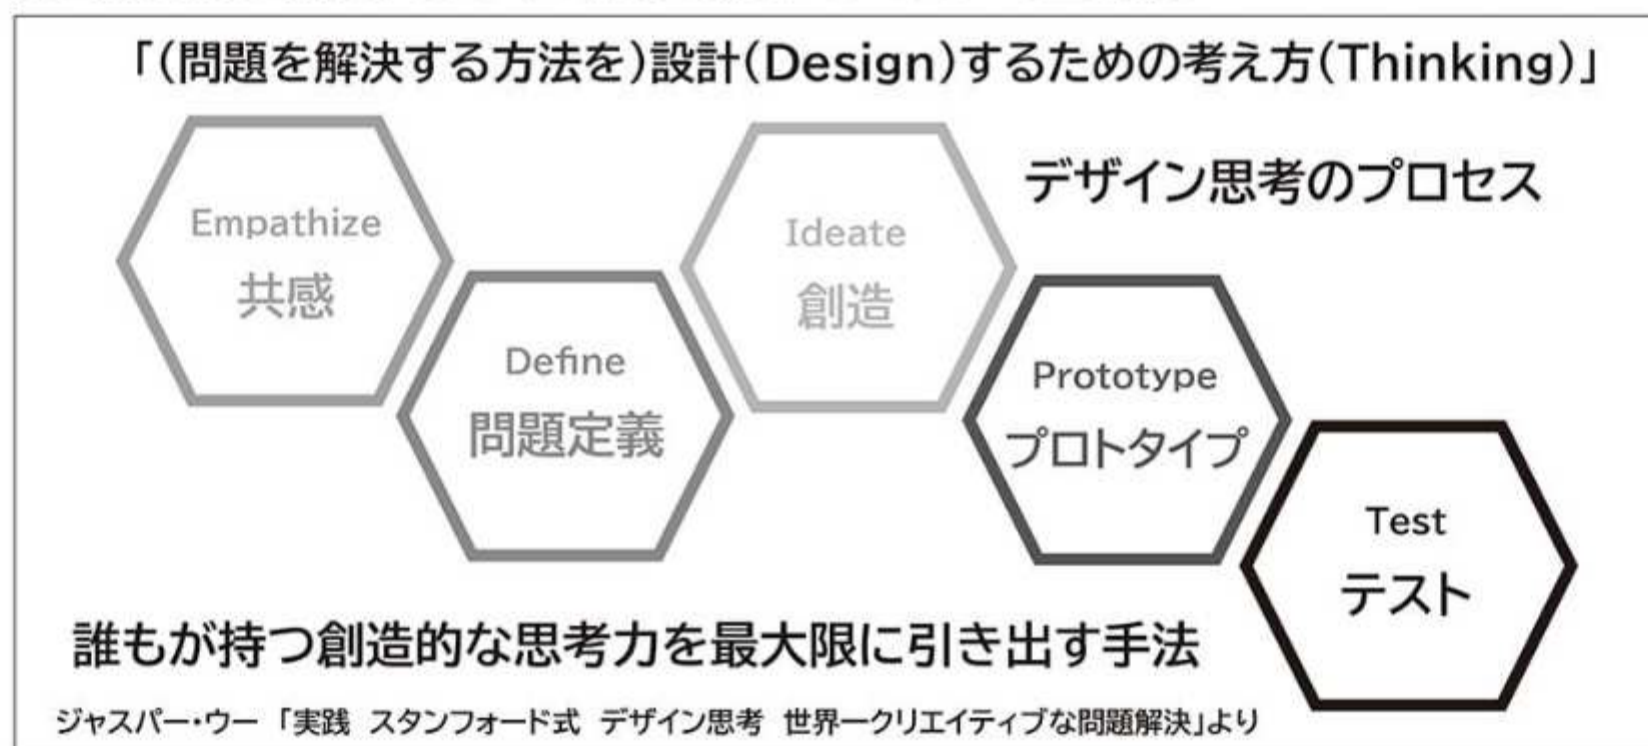 「(問題を解決する方法を)設計(Design)するための考え方(Thinking)」
デザイン思考のプロセス
Empathize
共感
Define
問題定義
Ideate
創造
Prototype
プロトタイプ
Test
テスト
誰もが持つ創造的な思考力を最大限に引き出す手法
ジャスパー・ウー 「実践 スタンフォード式 デザイン思考 世界一クリエイティブな問題解決」より